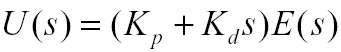 U(s) = (K_p + K_d s)E(s)